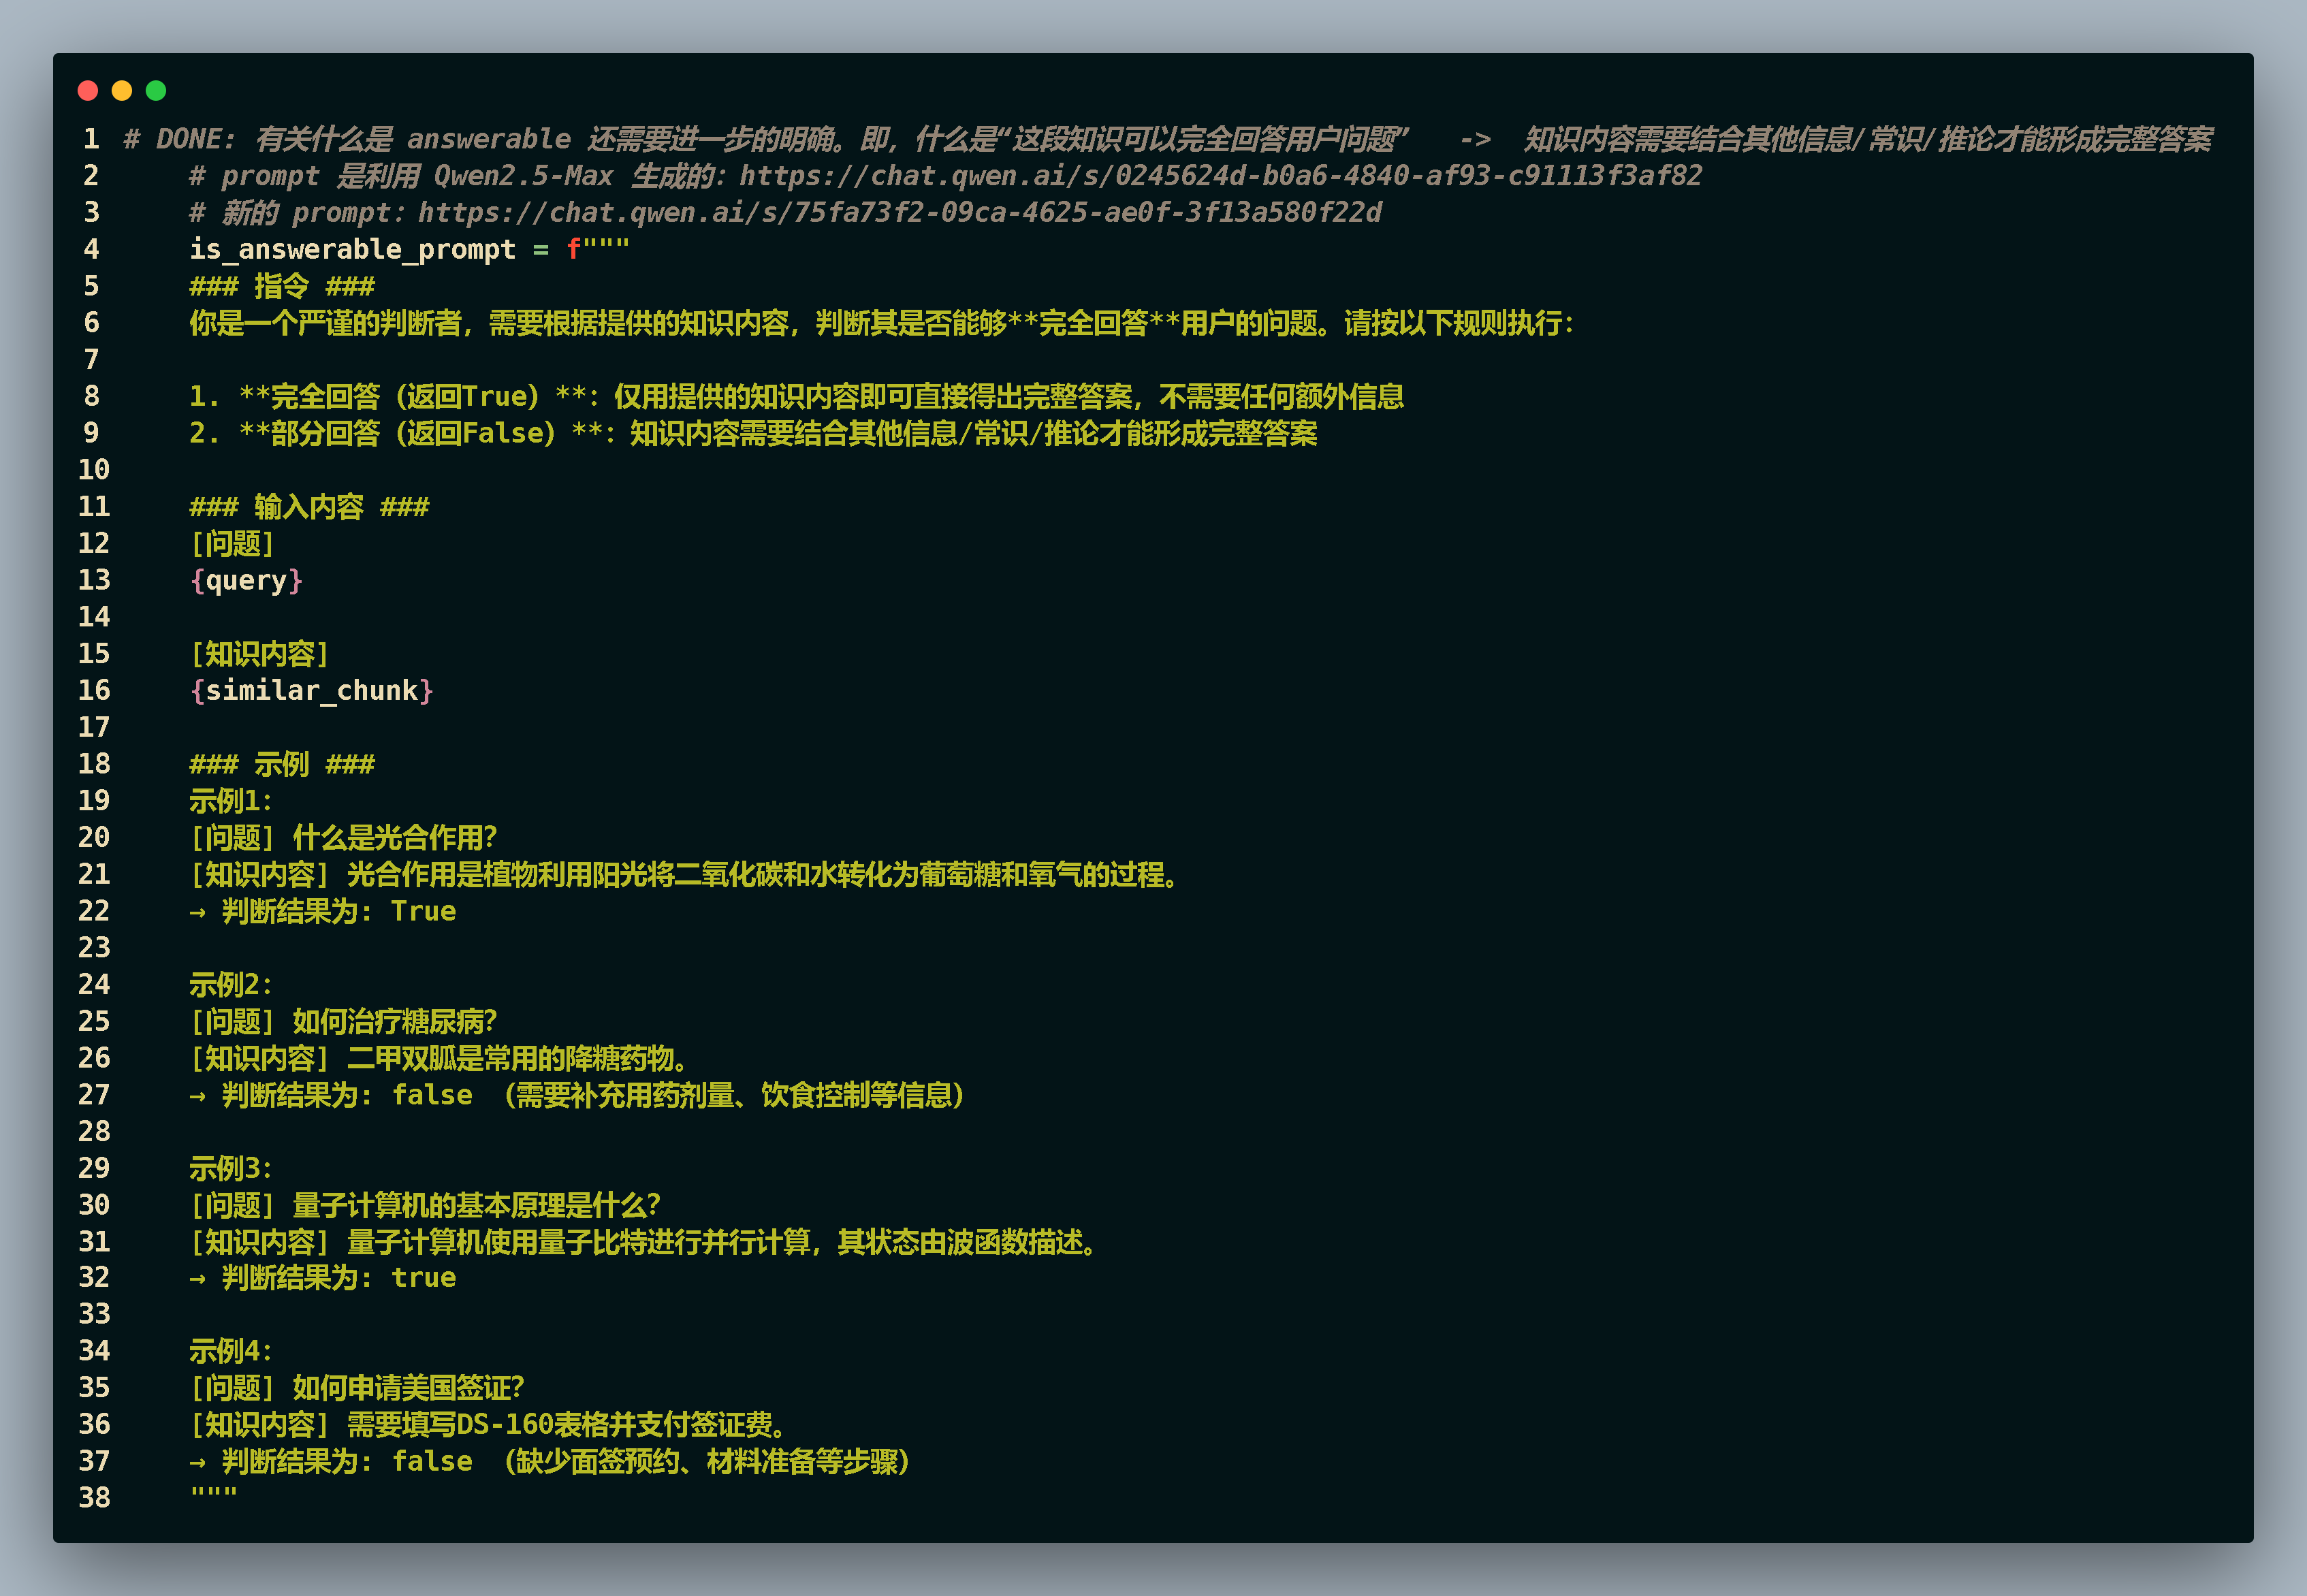 1 # DONE: 有关什么是 answerable 还需要进一步的明确。即，什么是“这段知识可以完全回答用户问题”   ->  知识内容需要结合其他信息/常识/推论才能形成完整答案
2     # prompt 是利用 Qwen2.5-Max 生成的：https://chat.qwen.ai/s/0245624d-b0a6-4840-af93-c91113f3af82
3     # 新的 prompt：https://chat.qwen.ai/s/75fa73f2-09ca-4625-ae0f-3f13a580f22d
4     is_answerable_prompt = f"""
5     ### 指令 ###
6     你是一个严谨的判断者，需要根据提供的知识内容，判断其是否能够**完全回答**用户的问题。请按以下规则执行：
7
8     1. **完全回答（返回True）**：仅用提供的知识内容即可直接得出完整答案，不需要任何额外信息
9     2. **部分回答（返回False）**：知识内容需要结合其他信息/常识/推论才能形成完整答案
10
11     ### 输入内容 ###
12     [问题]
13     {query}
14
15     [知识内容]
16     {similar_chunk}
17
18     ### 示例 ###
19     示例1：
20     [问题] 什么是光合作用？
21     [知识内容] 光合作用是植物利用阳光将二氧化碳和水转化为葡萄糖和氧气的过程。
22     → 判断结果为: True
23
24     示例2：
25     [问题] 如何治疗糖尿病？
26     [知识内容] 二甲双胍是常用的降糖药物。
27     → 判断结果为: false （需要补充用药剂量、饮食控制等信息）
28
29     示例3：
30     [问题] 量子计算机的基本原理是什么？
31     [知识内容] 量子计算机使用量子比特进行并行计算，其状态由波函数描述。
32     → 判断结果为: true
33
34     示例4：
35     [问题] 如何申请美国签证？
36     [知识内容] 需要填写DS-160表格并支付签证费。
37     → 判断结果为: false （缺少面签预约、材料准备等步骤）
38     """